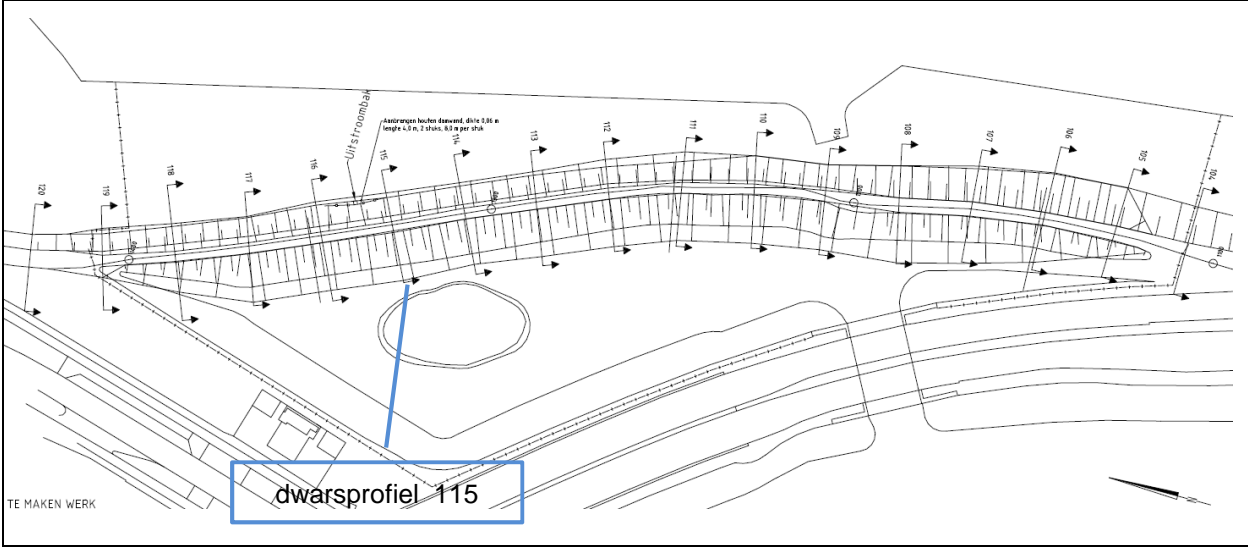 Uitstroombak
Aanbrengen houten damwand, dikte 0,06 m
lengte 4,0 m, 2 stuks, 8,0 m per stuk
120
119
118
117
116
115
114
113
112
111
110
109
108
107
106
105
104
dwarsprofiel 115
TE MAKEN WERK
N